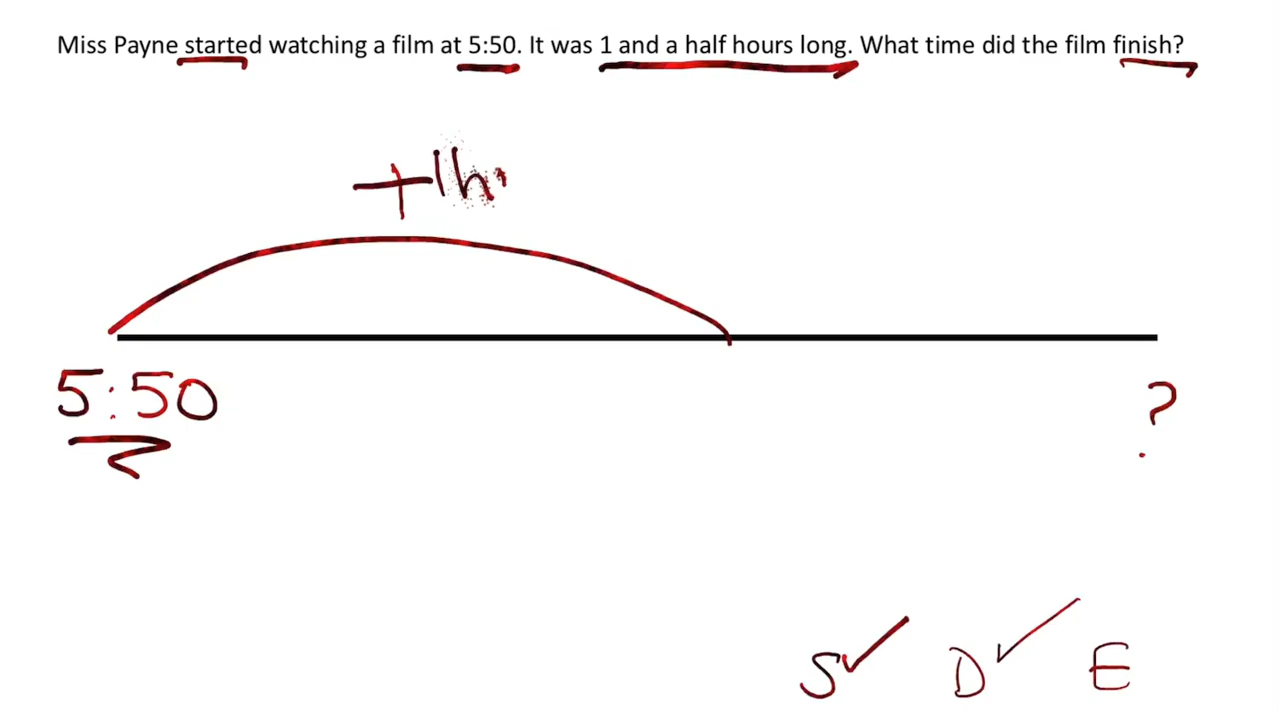 Miss Payne started watching a film at 5:50. It was 1 and a half hours long. What time did the film finish?
+1hr
5:50
?
S✓ D✓ E